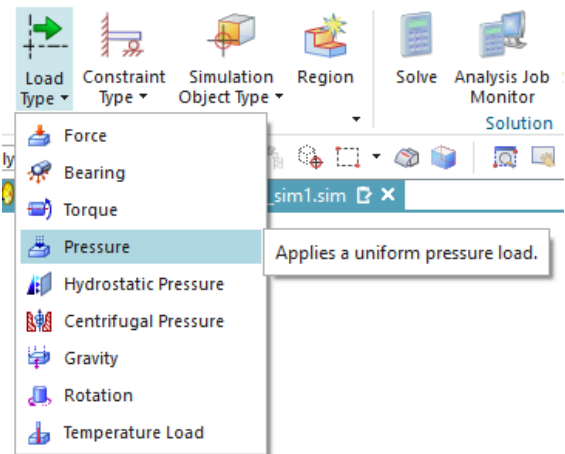 Load
Type
Constraint
Type
Simulation
Object Type
Region
Solve
Analysis Job
Monitor
Solution
Force
Bearing
Torque
Pressure
Hydrostatic Pressure
Centrifugal Pressure
Gravity
Rotation
Temperature Load
ly
_sim1.sim
Applies a uniform pressure load.